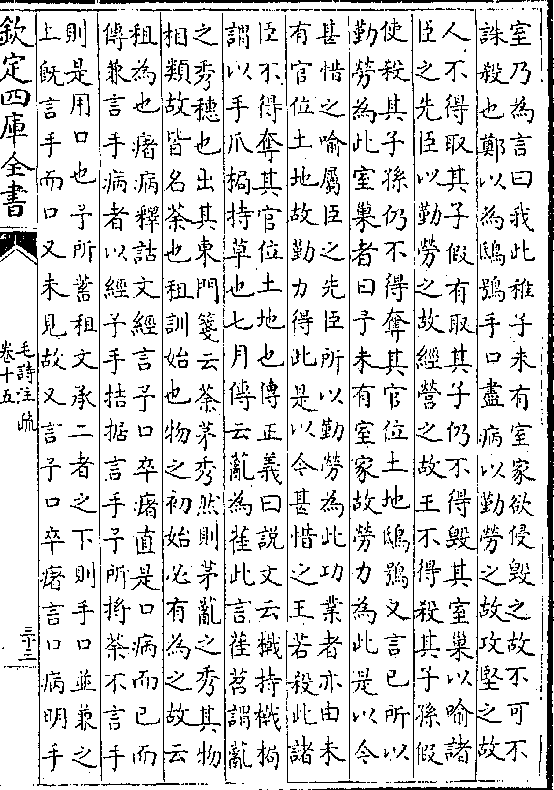 室乃為言曰我此稚子未有室家欲侵毀之故不可不
誅殺也鄭以為鴟鴞手口盡病以勤勞之故攻堅之故
人不得取其子假有取其子仍不得毀其室巢以喻諸
臣之先臣以勤勞之故經營之故王不得殺其子孫假
使殺其子孫仍不得奪其官位土地鴟鴞又言已所以
勤勞為此室巢者曰予未有室家故勞力為此是以今
甚惜之喻屬臣之先臣所以勤勞為此功業者亦由未
有官位土地故勤力得此是以今甚惜之王若殺此諸
臣不得奪其官位土地也傳正義曰說文云㨖持㨖挶
謂以手爪挶持草也七月傳云薍為萑此言萑苕謂薍
之秀穗也出其東門箋云荼茅秀然則茅薍之秀其物
相類故皆名荼也租訓始也物之初始必有為之故云
租為也瘏病釋詁文經言予口卒瘏直是口病而已而
傳兼言手病者以經予手拮据言手予所捋荼不言手
則是用口也予所蓄租文承二者之下則手口並兼之
上既言手而口又未見故又言予口卒瘏言口病明手
欽定四庫全書
毛詩注疏
卷十五
三十二